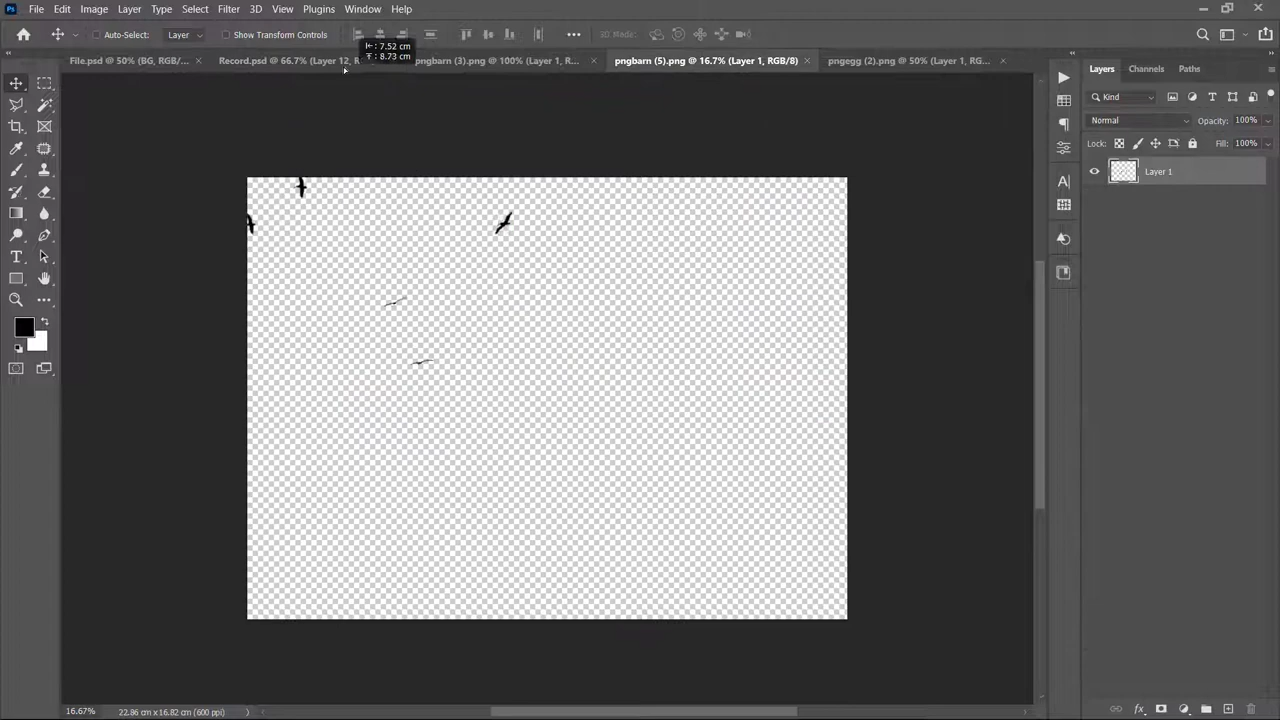 Ps File Edit Image Layer Type Select Filter 3D View Plugins Window Help
Auto-Select: Layer Show Transform Controls 3D Mode:
7.52 cm
8.73 cm
File.psd @ 50% (BG, RGB/... Record.psd @ 66.7% (Layer 12, R pngbarn (3).png @ 100% (Layer 1, R... pngbarn (5).png @ 16.7% (Layer 1, RGB/8) pngegg (2).png @ 50% (Layer 1, RG...
Layers Channels Paths
Kind
Normal Opacity: 100%
Lock: Fill: 100%
Layer 1
16.67% 22.86 cm x 16.82 cm (600 ppi)